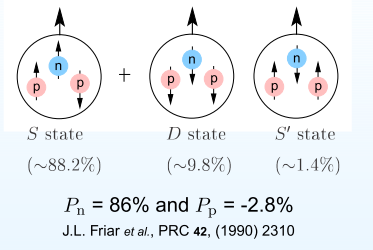 n n n
p p + p p p p
S state D state S′ state
(∼88.2%) (∼9.8%) (∼1.4%)
Pn = 86% and Pp = -2.8%
J.L. Friar et al., PRC 42, (1990) 2310